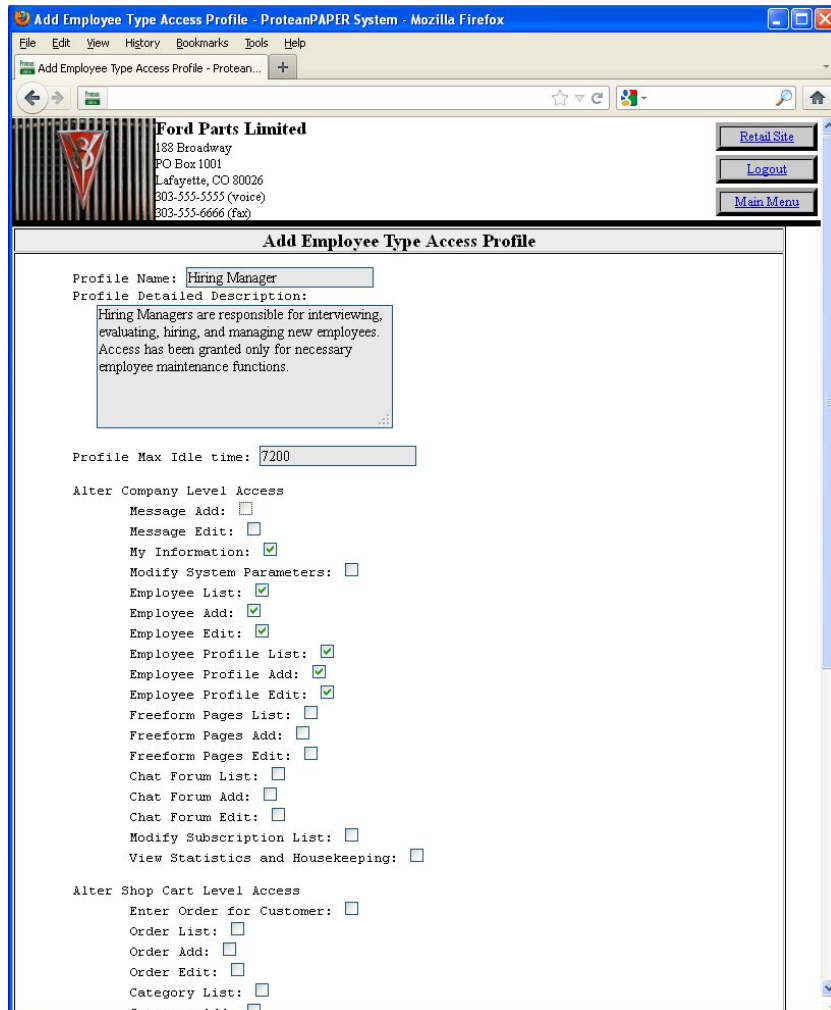 Add Employee Type Access Profile - ProteanPAPER System - Mozilla Firefox
File Edit View History Bookmarks Tools Help
Add Employee Type Access Profile - Protean... +
Ford Parts Limited
188 Broadway
PO Box 1001
Lafayette, CO 80026
303-555-5555 (voice)
303-555-6666 (fax)
Retail Site
Logout
Main Menu
Add Employee Type Access Profile
Profile Name: Hiring Manager
Profile Detailed Description:
Hiring Managers are responsible for interviewing,
evaluating, hiring, and managing new employees.
Access has been granted only for necessary
employee maintenance functions.
Profile Max Idle time: 7200
Alter Company Level Access
Message Add:
Message Edit:
My Information:
Modify System Parameters:
Employee List:
Employee Add:
Employee Edit:
Employee Profile List:
Employee Profile Add:
Employee Profile Edit:
Freeform Pages List:
Freeform Pages Add:
Freeform Pages Edit:
Chat Forum List:
Chat Forum Add:
Chat Forum Edit:
Modify Subscription List:
View Statistics and Housekeeping:
Alter Shop Cart Level Access
Enter Order for Customer:
Order List:
Order Add:
Order Edit:
Category List: